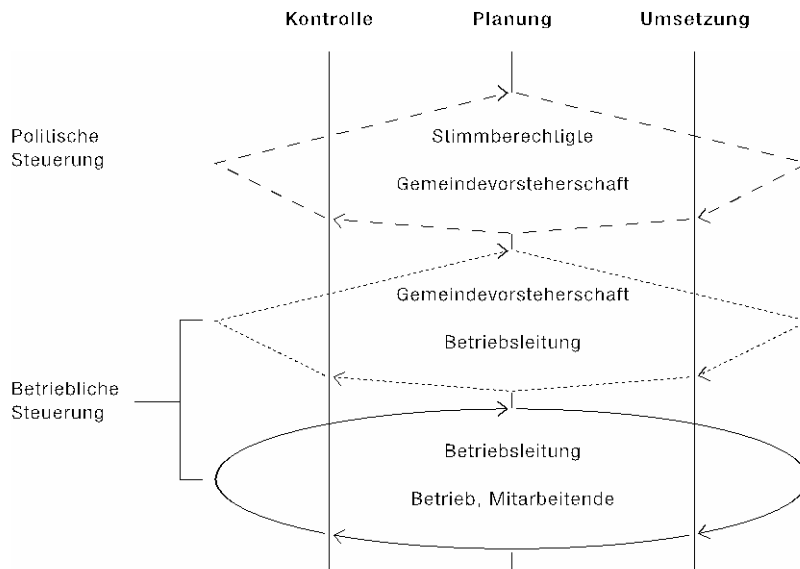 Kontrolle Planung Umsetzung
Politische
Steuerung
Stimmberechtigte
Gemeindevorsteherschaft
Gemeindevorsteherschaft
Betriebsleitung
Betriebliche
Steuerung
Betriebsleitung
Betrieb, Mitarbeitende